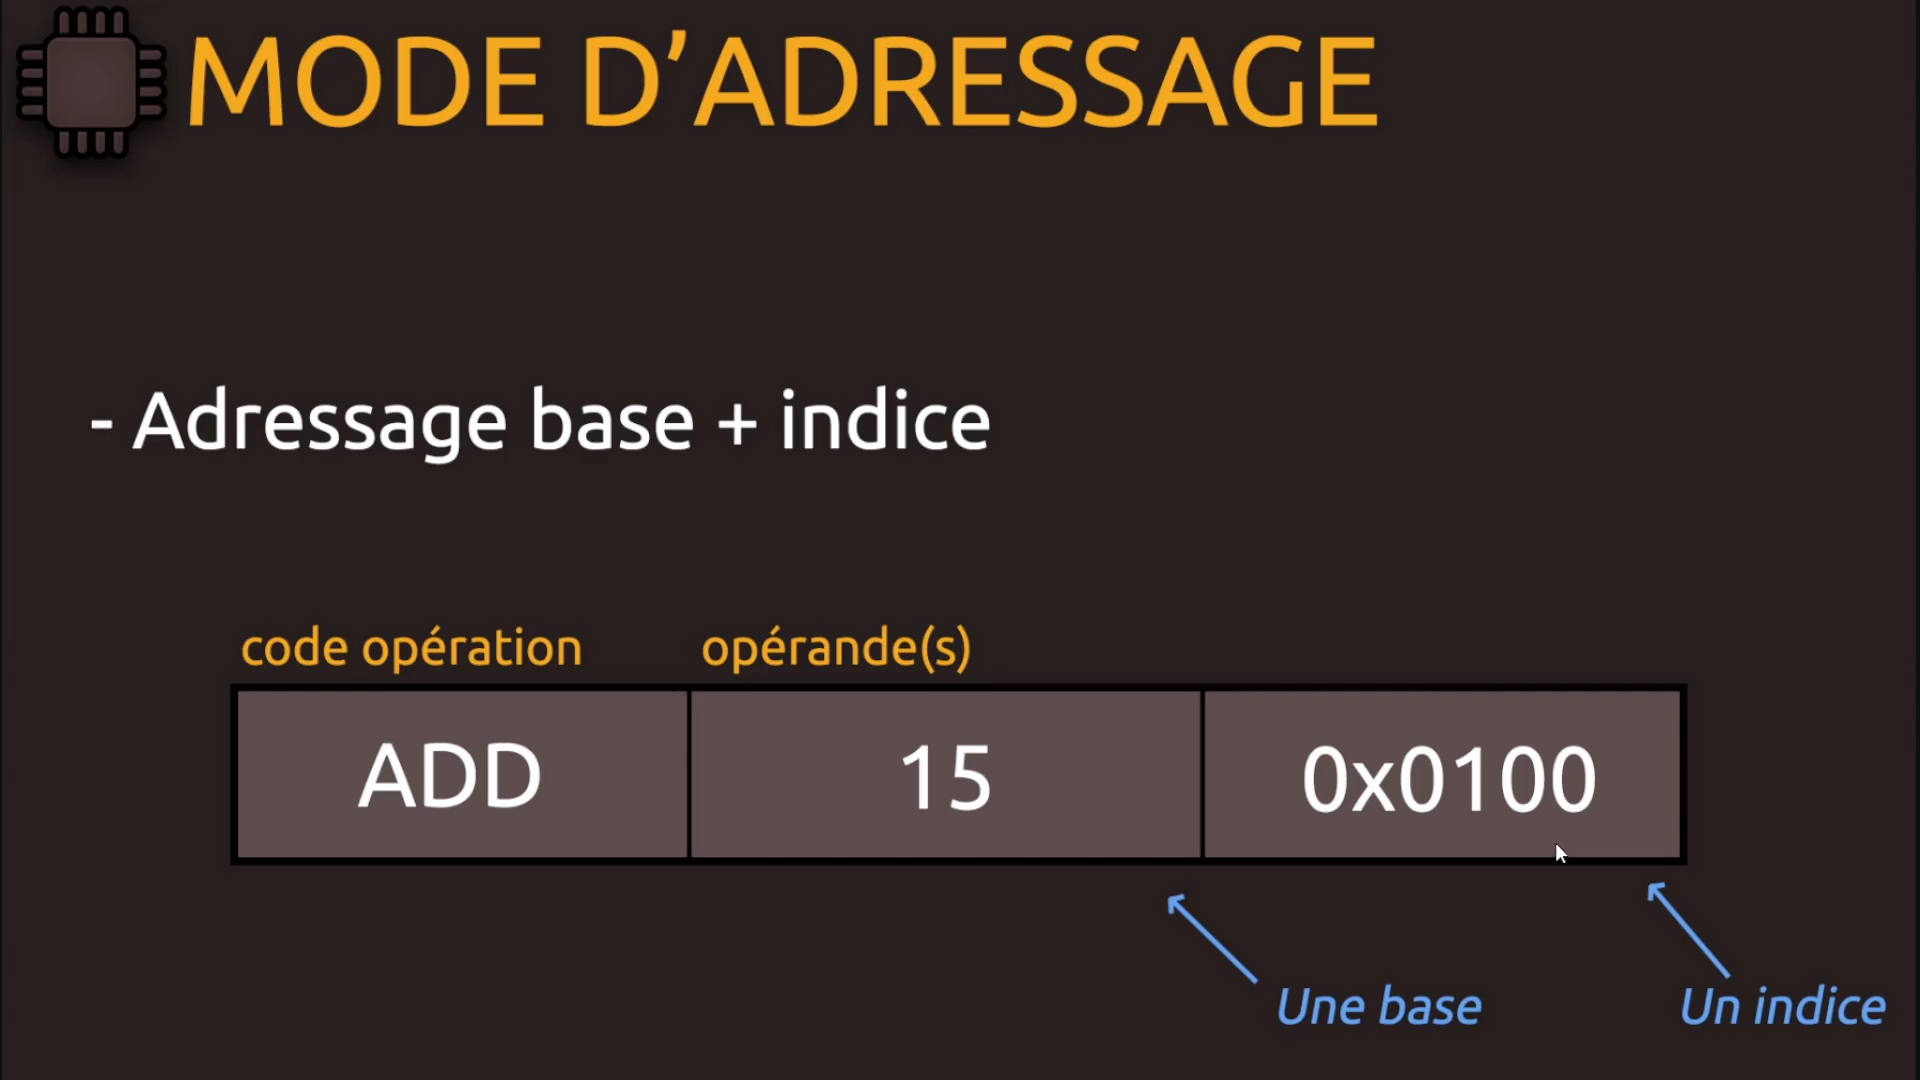 MODE D’ADRESSAGE
- Adressage base + indice
code opération opérande(s)
ADD 15 0x0100
Une base Un indice